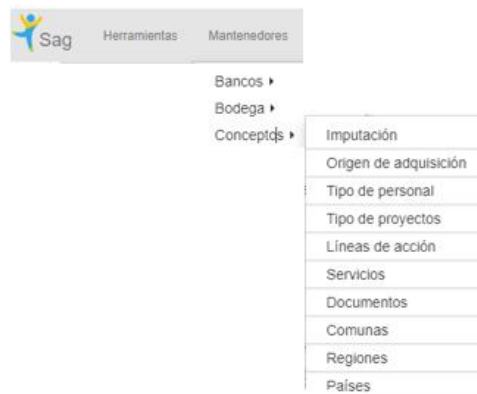 Sag Herramientas Mantenedores
Bancos
Bodega
Conceptos
Imputación
Origen de adquisición
Tipo de personal
Tipo de proyectos
Líneas de acción
Servicios
Documentos
Comunas
Regiones
Países